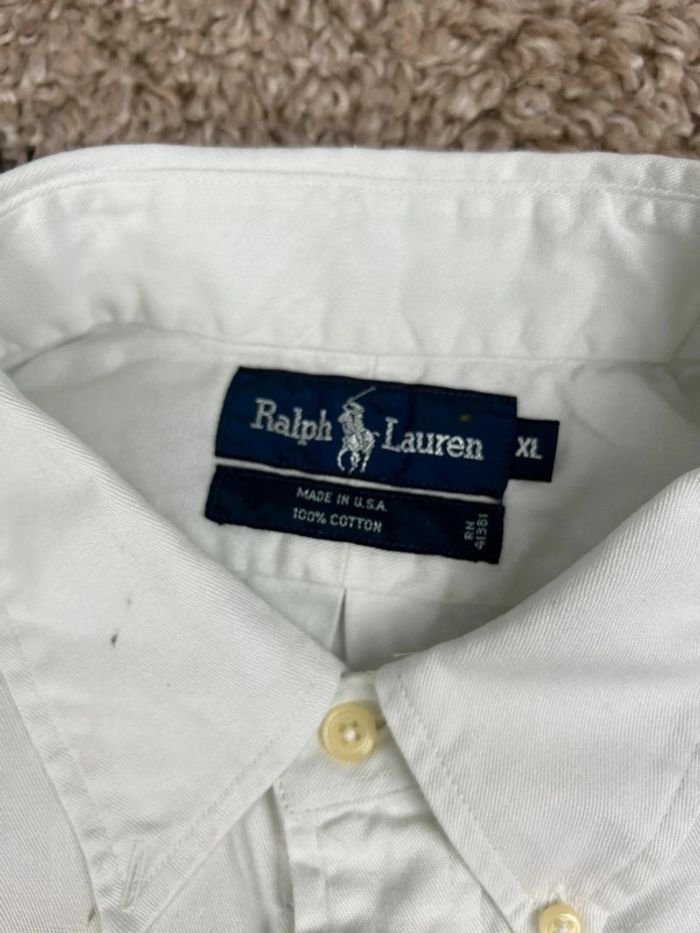 Ralph Lauren
XL
MADE IN U.S.A.
100% COTTON
RN
41381